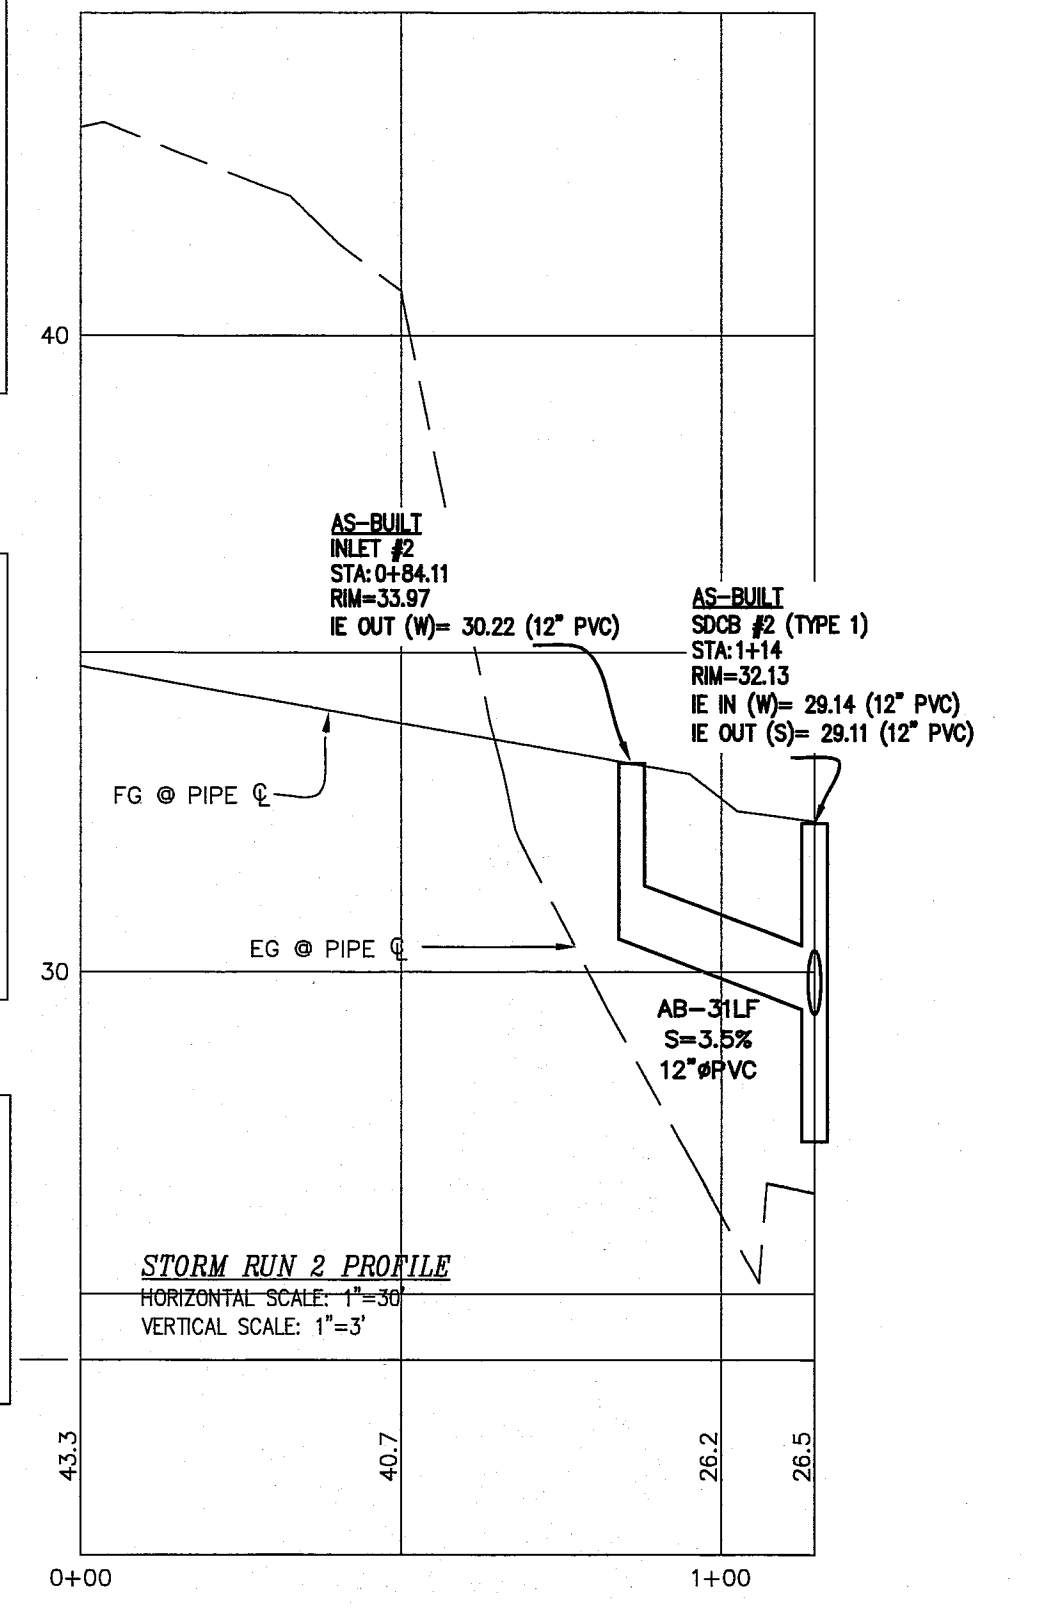 40
AS-BUILT
INLET #2
STA: 0+84.11
RIM=33.97
IE OUT (W)= 30.22 (12" PVC)
AS-BUILT
SDCB #2 (TYPE 1)
STA: 1+14
RIM=32.13
IE IN (W)= 29.14 (12" PVC)
IE OUT (S)= 29.11 (12" PVC)
FG @ PIPE ℄
EG @ PIPE ℄
30
AB-31LF
S=3.5%
12"øPVC
STORM RUN 2 PROFILE
HORIZONTAL SCALE: 1"=30'
VERTICAL SCALE: 1"=3'
43.3
40.7
26.2
26.5
0+00
1+00